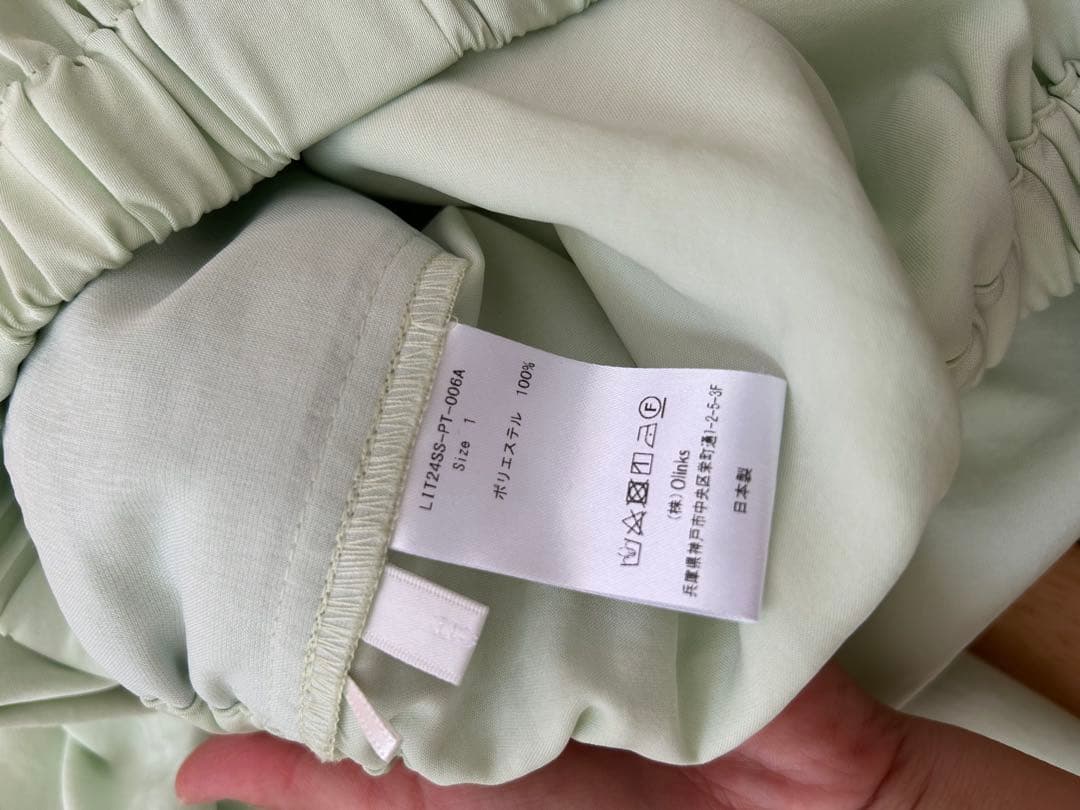 LIT24SS-PT-006A
Size 1
ポリエステル 100%
F
(株) Olinks
兵庫県神戸市中央区栄町通1-2-5-3F
日本製